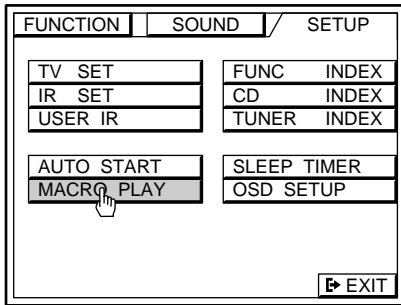 FUNCTION SOUND SETUP
TV SET FUNC INDEX
IR SET CD INDEX
USER IR TUNER INDEX
AUTO START SLEEP TIMER
MACRO PLAY OSD SETUP
EXIT